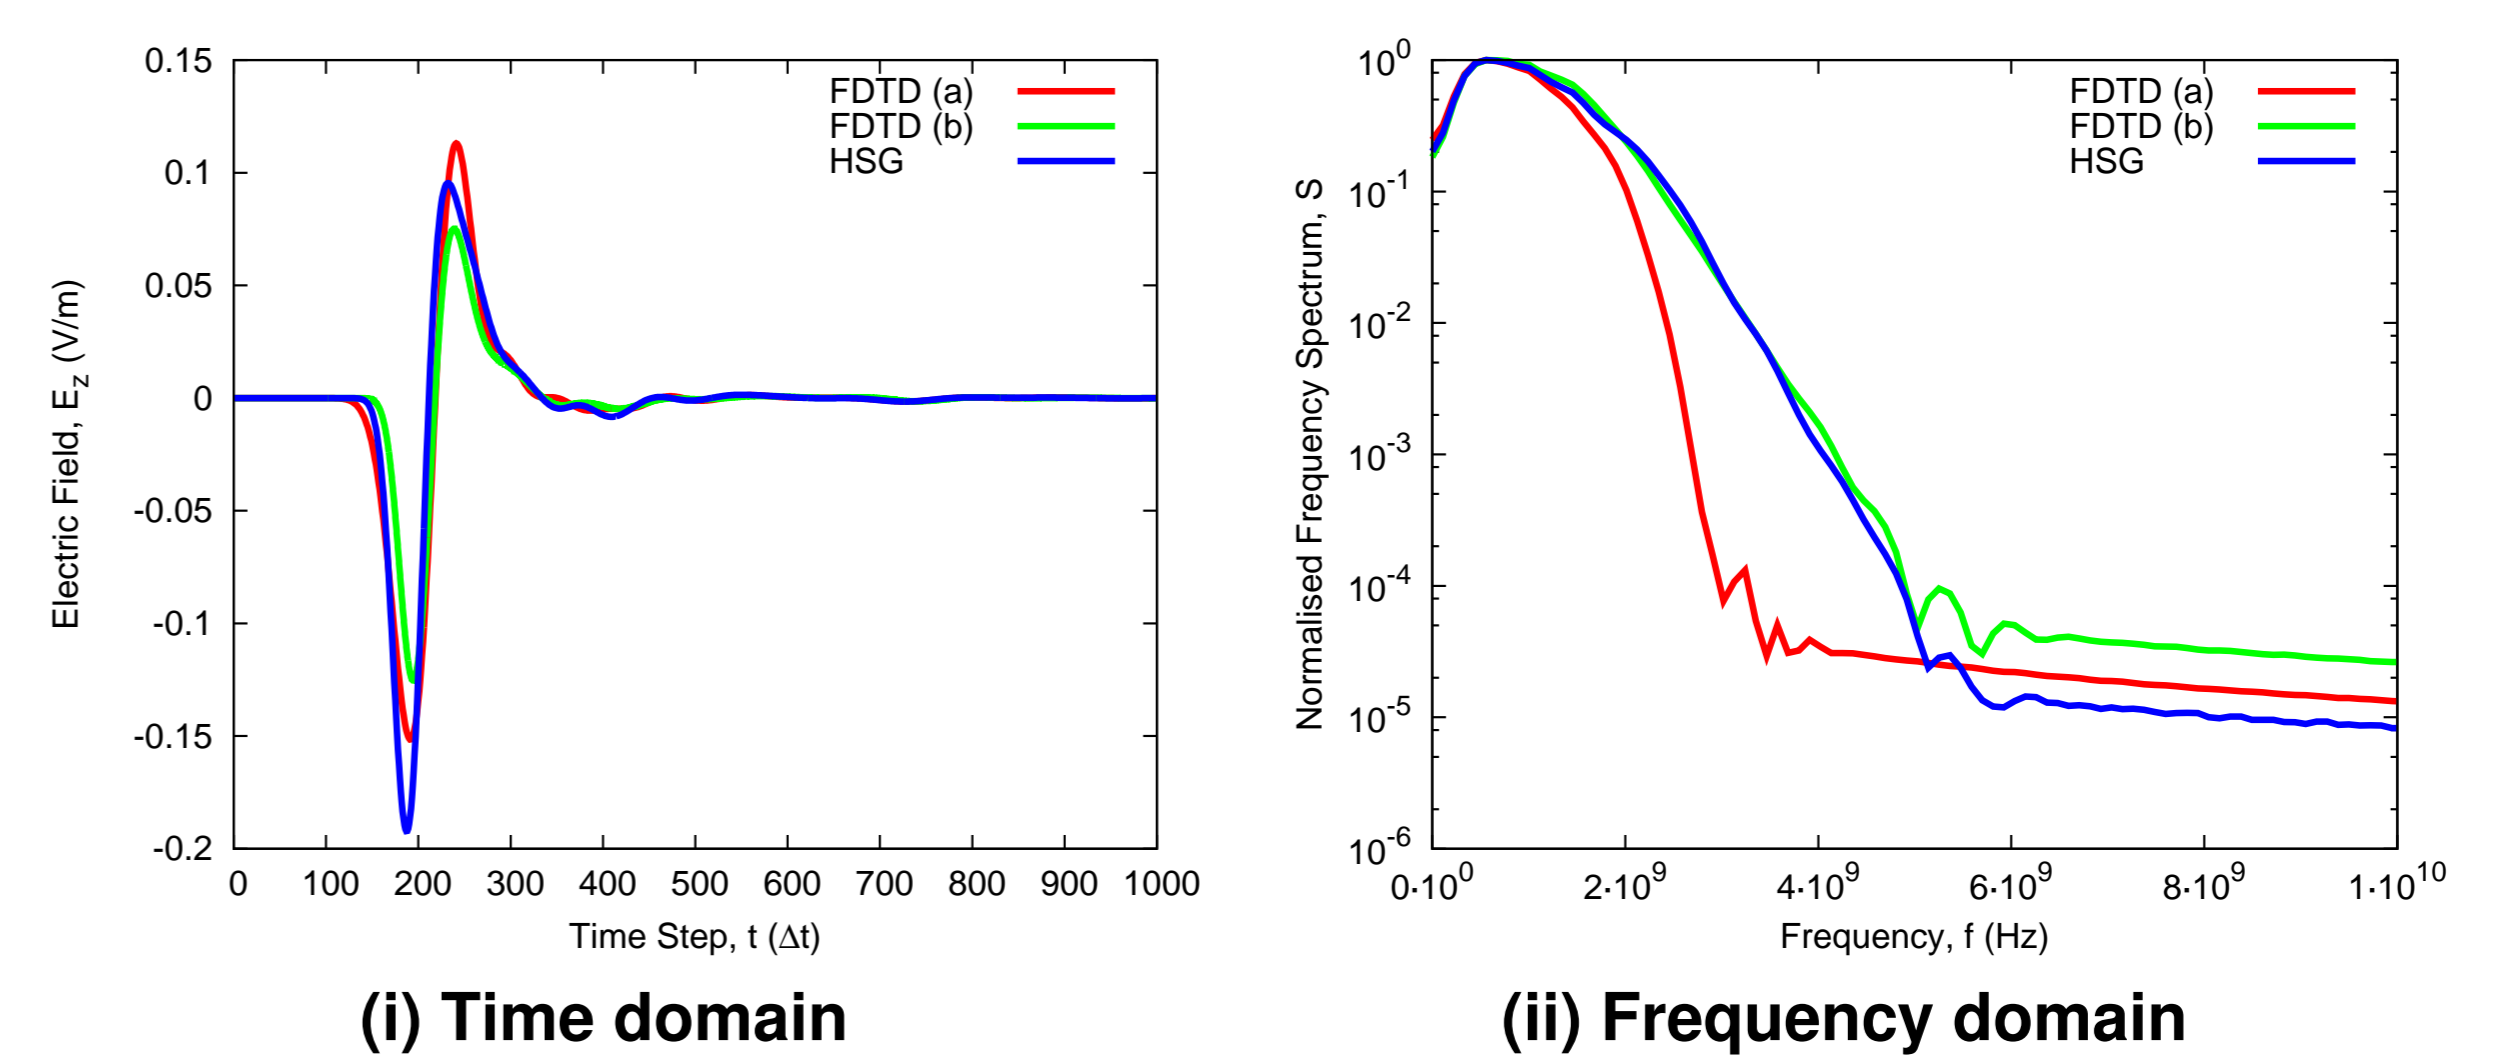 0.15
0.1
0.05
0
-0.05
-0.1
-0.15
-0.2
0 100 200 300 400 500 600 700 800 900 1000
Electric Field, E_z (V/m)
Time Step, t (Δt)
FDTD (a)
FDTD (b)
HSG
(i) Time domain
10^0
10^-1
10^-2
10^-3
10^-4
10^-5
10^-6
0·10^0 2·10^9 4·10^9 6·10^9 8·10^9 1·10^10
Normalised Frequency Spectrum, S
Frequency, f (Hz)
FDTD (a)
FDTD (b)
HSG
(ii) Frequency domain